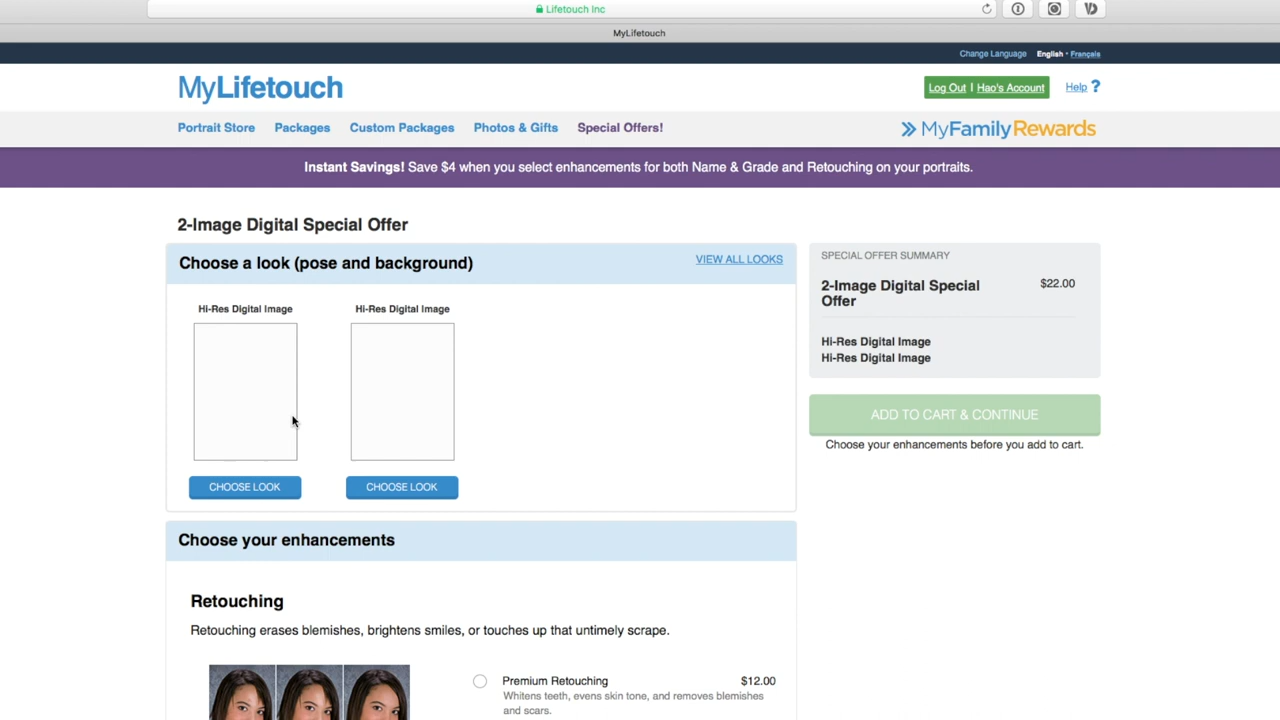 Lifetouch Inc
MyLifetouch
Change Language English • Français
MyLifetouch
Log Out | Hao's Account Help ?
Portrait Store Packages Custom Packages Photos & Gifts Special Offers!
MyFamilyRewards
Instant Savings! Save $4 when you select enhancements for both Name & Grade and Retouching on your portraits.
2-Image Digital Special Offer
Choose a look (pose and background) VIEW ALL LOOKS
Hi-Res Digital Image Hi-Res Digital Image
CHOOSE LOOK CHOOSE LOOK
SPECIAL OFFER SUMMARY
2-Image Digital Special $22.00
Offer
Hi-Res Digital Image
Hi-Res Digital Image
ADD TO CART & CONTINUE
Choose your enhancements before you add to cart.
Choose your enhancements
Retouching
Retouching erases blemishes, brightens smiles, or touches up that untimely scrape.
Premium Retouching $12.00
Whitens teeth, evens skin tone, and removes blemishes
and scars.